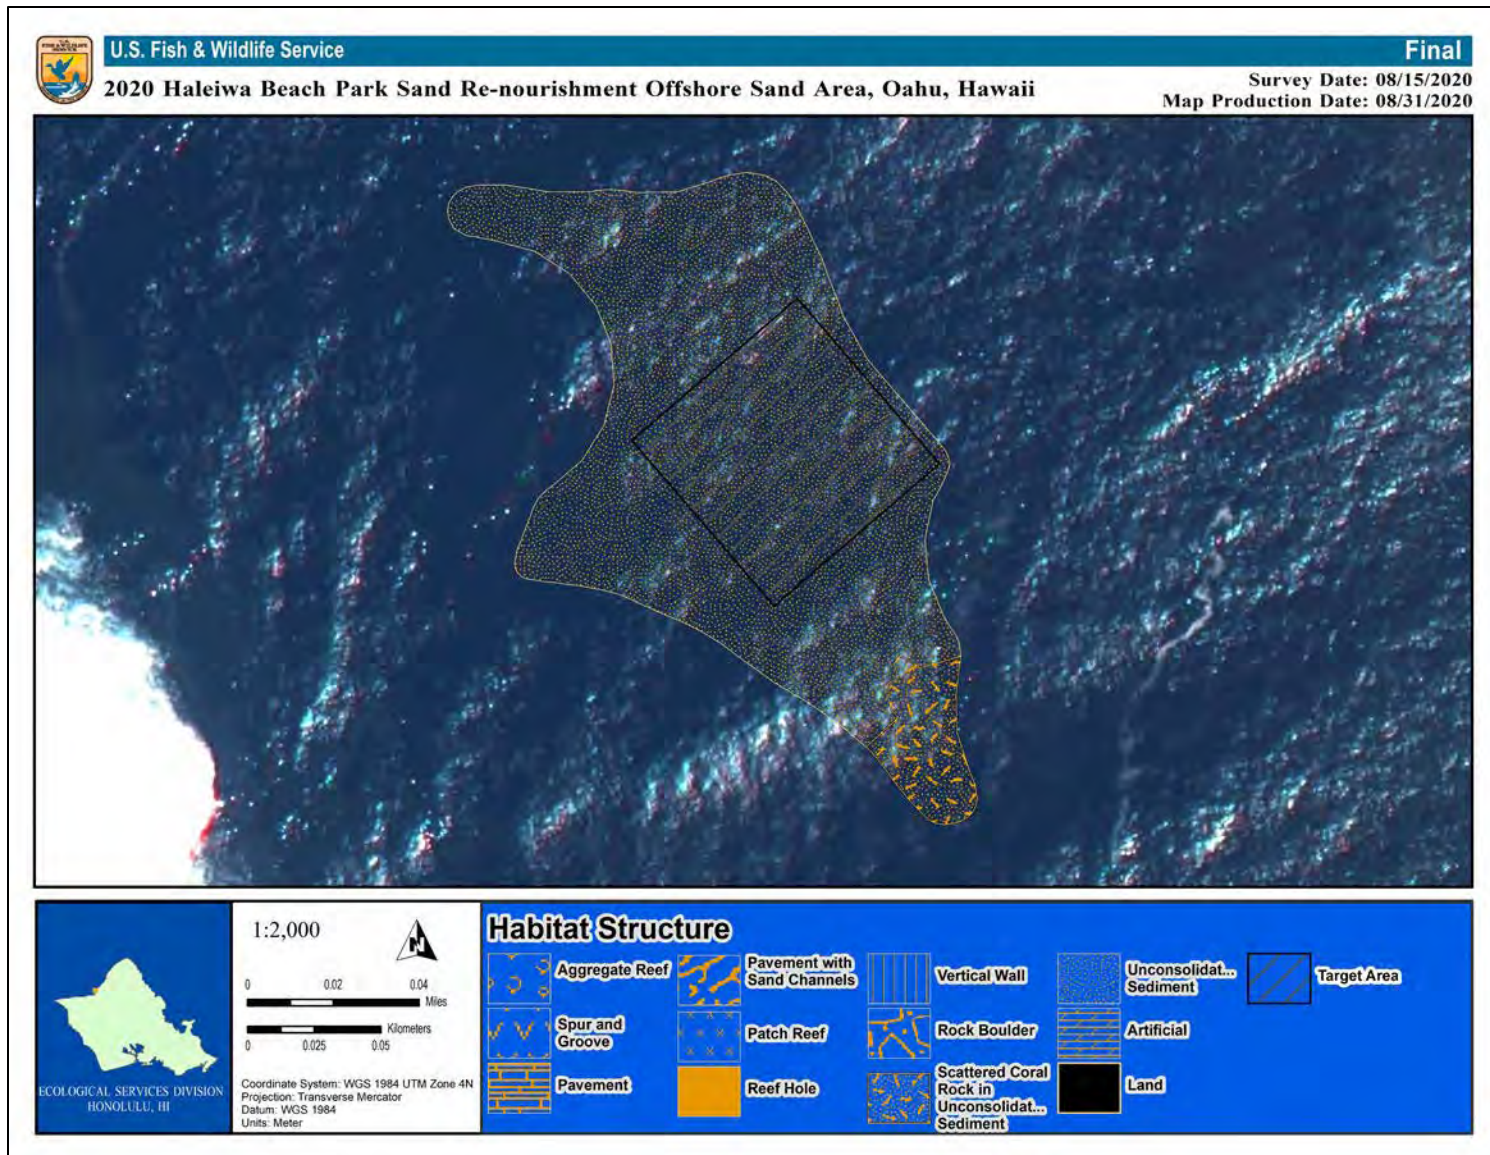 U.S.
FISH & WILDLIFE
SERVICE
U.S. Fish & Wildlife Service
Final
2020 Haleiwa Beach Park Sand Re-nourishment Offshore Sand Area, Oahu, Hawaii
Survey Date: 08/15/2020
Map Production Date: 08/31/2020
ECOLOGICAL SERVICES DIVISION
HONOLULU, HI
1:2,000
N
0 0.02 0.04
Miles
Kilometers
0 0.025 0.05
Coordinate System: WGS 1984 UTM Zone 4N
Projection: Transverse Mercator
Datum: WGS 1984
Units: Meter
Habitat Structure
Aggregate Reef
Spur and
Groove
Pavement
Pavement with
Sand Channels
Patch Reef
Reef Hole
Vertical Wall
Rock Boulder
Scattered Coral
Rock in
Unconsolidat...
Sediment
Unconsolidat...
Sediment
Artificial
Land
Target Area